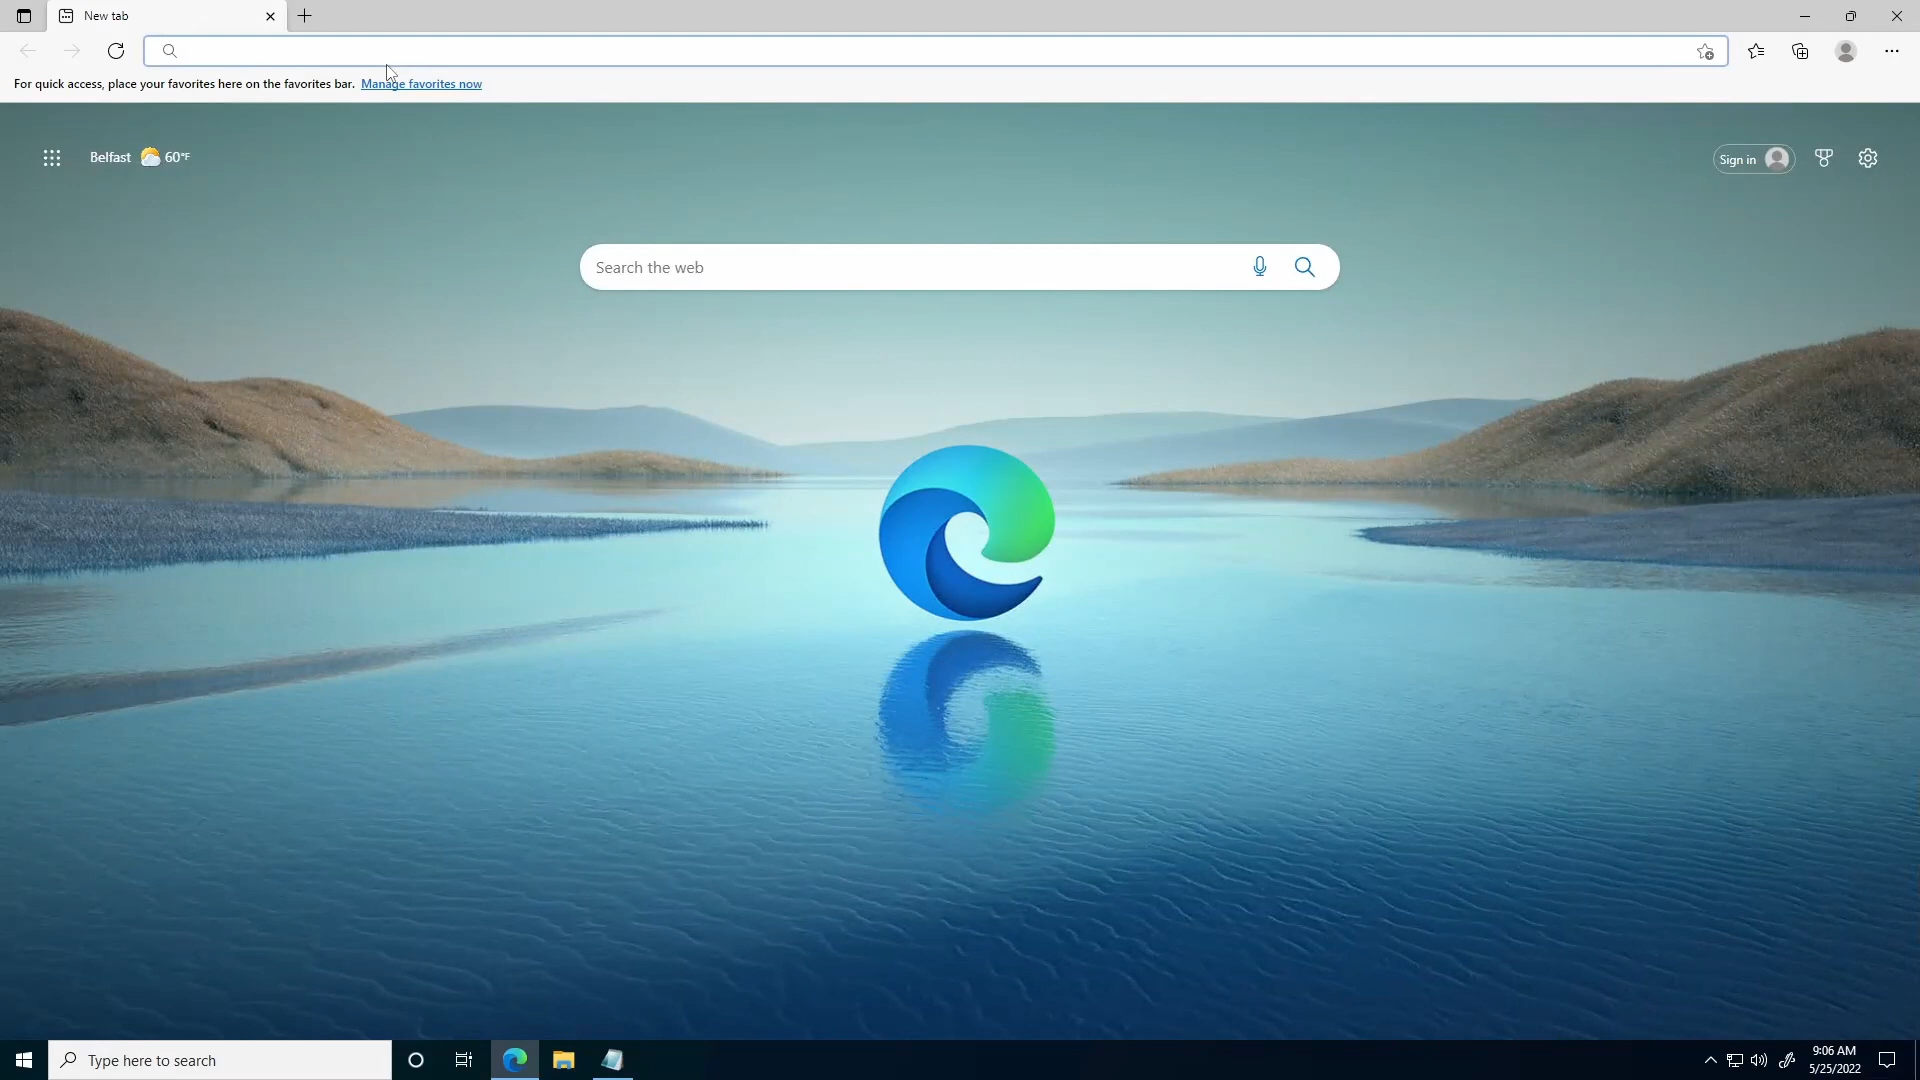 New tab
For quick access, place your favorites here on the favorites bar. Manage favorites now
Belfast 60°F
Sign in
Search the web
Type here to search
9:06 AM
5/25/2022